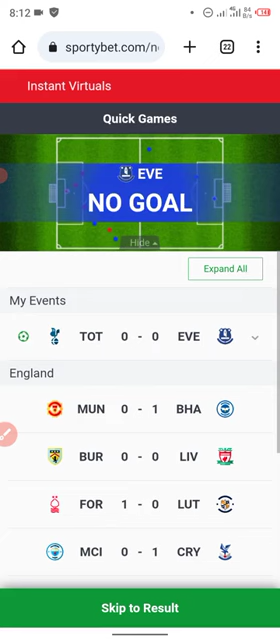 8:12
84
B/s
14
sportybet.com/n
22
Instant Virtuals
Quick Games
EVE
NO GOAL
Hide
Expand All
My Events
TOT 0 - 0 EVE
England
MUN 0 - 1 BHA
BUR 0 - 0 LIV
FOR 1 - 0 LUT
MCI 0 - 1 CRY
Skip to Result